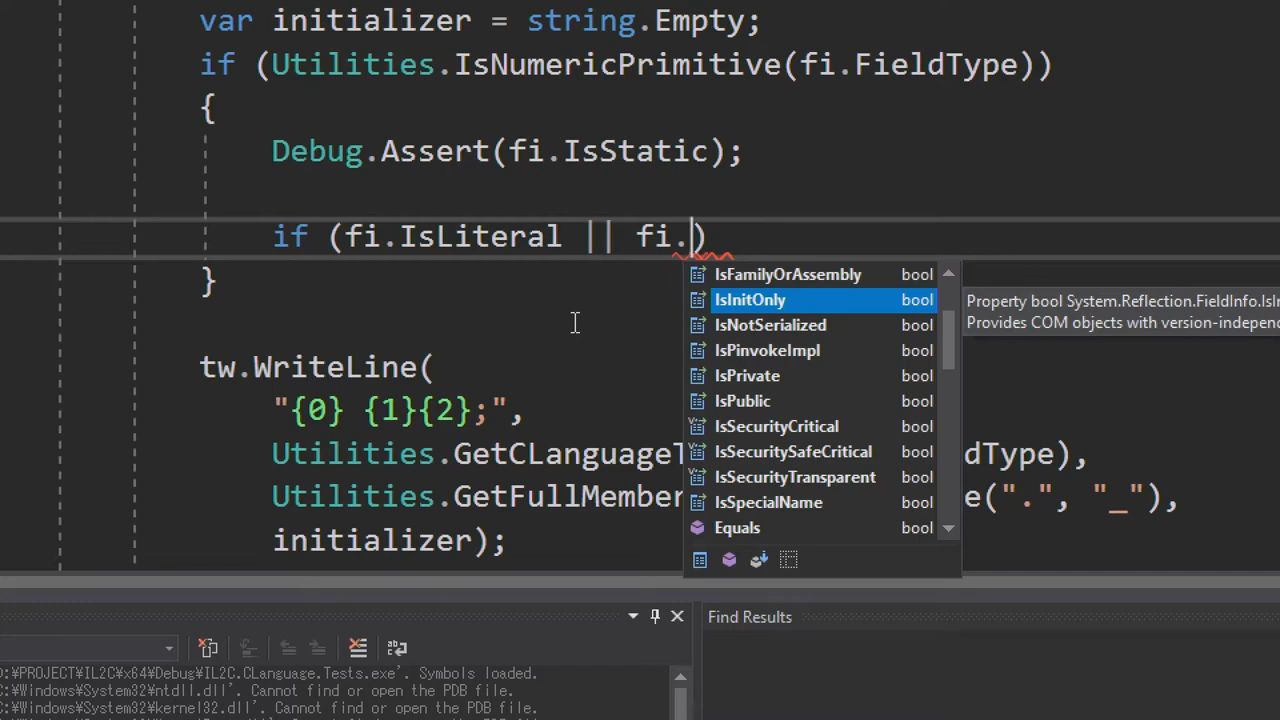 var initializer = string.Empty;
if (Utilities.IsNumericPrimitive(fi.FieldType))
{
Debug.Assert(fi.IsStatic);
if (fi.IsLiteral || fi.)
}
IsFamilyOrAssembly bool
IsInitOnly bool
Property bool System.Reflection.FieldInfo.IsI
Provides COM objects with version-independ
IsNotSerialized bool
IsPinvokeImpl bool
IsPrivate bool
IsPublic bool
IsSecurityCritical bool
IsSecuritySafeCritical bool
IsSecurityTransparent bool
IsSpecialName bool
Equals bool
tw.WriteLine(
"{0} {1}{2};",
Utilities.GetCLanguageT dType),
Utilities.GetFullMember e(".", "_"),
initializer);
Find Results
D:¥PROJECT¥IL2C¥x64¥Debug¥IL2C.CLanguage.Tests.exe'. Symbols loaded.
C:¥Windows¥System32¥ntdll.dll'. Cannot find or open the PDB file.
C:¥Windows¥System32¥kernel32.dll'. Cannot find or open the PDB file.